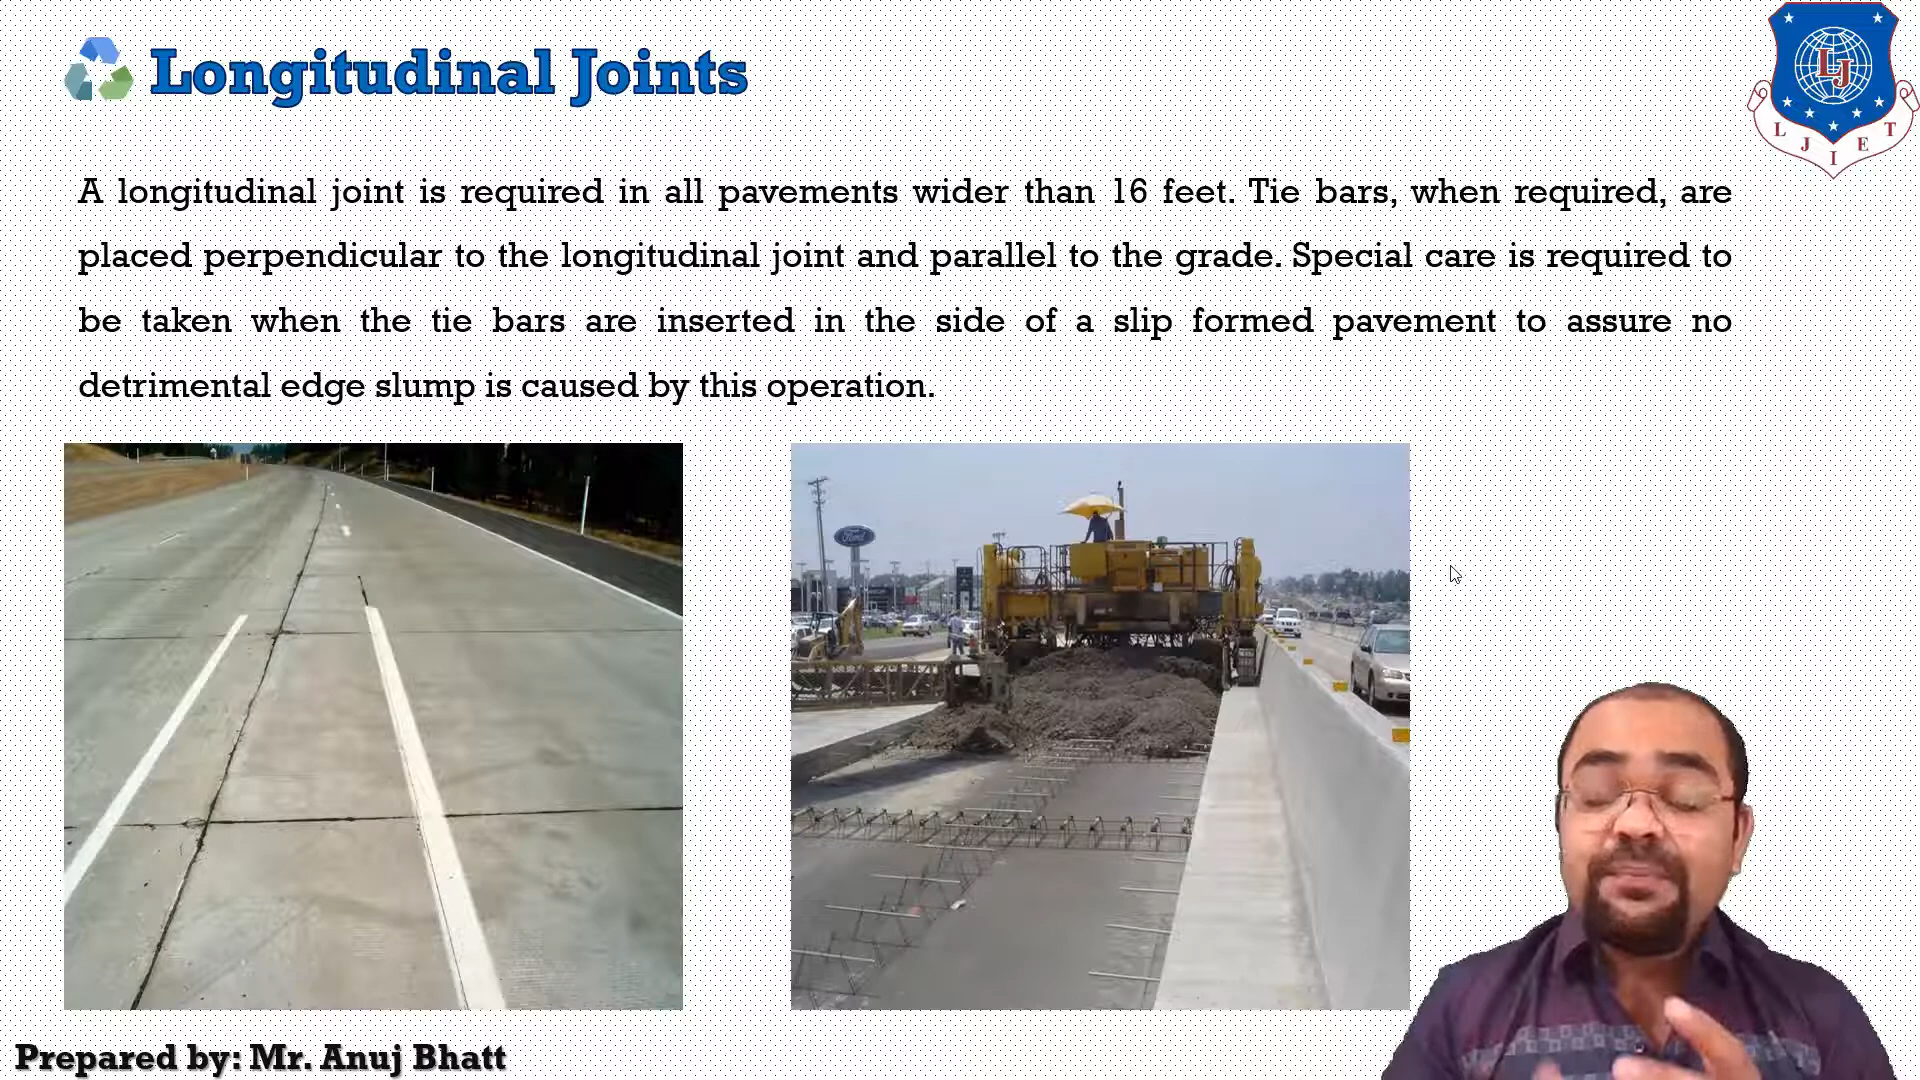 Longitudinal Joints
LJ
L J I E T
A longitudinal joint is required in all pavements wider than 16 feet. Tie bars, when required, are
placed perpendicular to the longitudinal joint and parallel to the grade. Special care is required to
be taken when the tie bars are inserted in the side of a slip formed pavement to assure no
detrimental edge slump is caused by this operation.
Ford
Prepared by: Mr. Anuj Bhatt